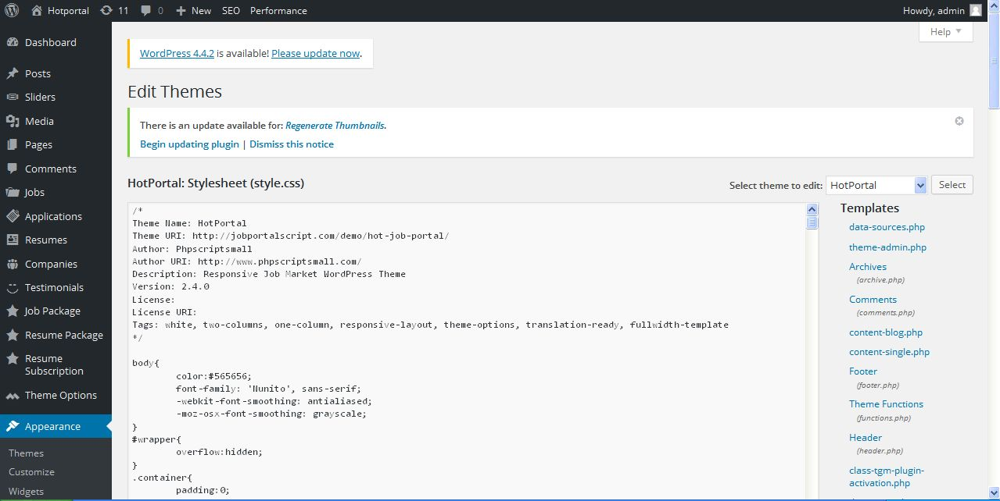 Hotportal 11 0 New SEO Performance Howdy, admin
Help
Dashboard
Posts
Sliders
Media
Pages
Comments
Jobs
Applications
Resumes
Companies
Testimonials
Job Package
Resume Package
Resume
Subscription
Theme Options
Appearance
Themes
Customize
Widgets
WordPress 4.4.2 is available! Please update now.
Edit Themes
There is an update available for: Regenerate Thumbnails.
Begin updating plugin | Dismiss this notice
HotPortal: Stylesheet (style.css)
Select theme to edit: HotPortal Select
/*
Theme Name: HotPortal
Theme URI: http://jobportalscript.com/demo/hot-job-portal/
Author: Phpscriptsmall
Author URI: http://www.phpscriptsmall.com/
Description: Responsive Job Market WordPress Theme
Version: 2.4.0
License:
License URI:
Tags: white, two-columns, one-column, responsive-layout, theme-options, translation-ready, fullwidth-template
*/
body{
color:#565656;
font-family: 'Nunito', sans-serif;
-webkit-font-smoothing: antialiased;
-moz-osx-font-smoothing: grayscale;
}
#wrapper{
overflow:hidden;
}
.container{
padding:0;
Templates
data-sources.php
theme-admin.php
Archives
(archive.php)
Comments
(comments.php)
content-blog.php
content-single.php
Footer
(footer.php)
Theme Functions
(functions.php)
Header
(header.php)
class-tgm-plugin-
activation.php